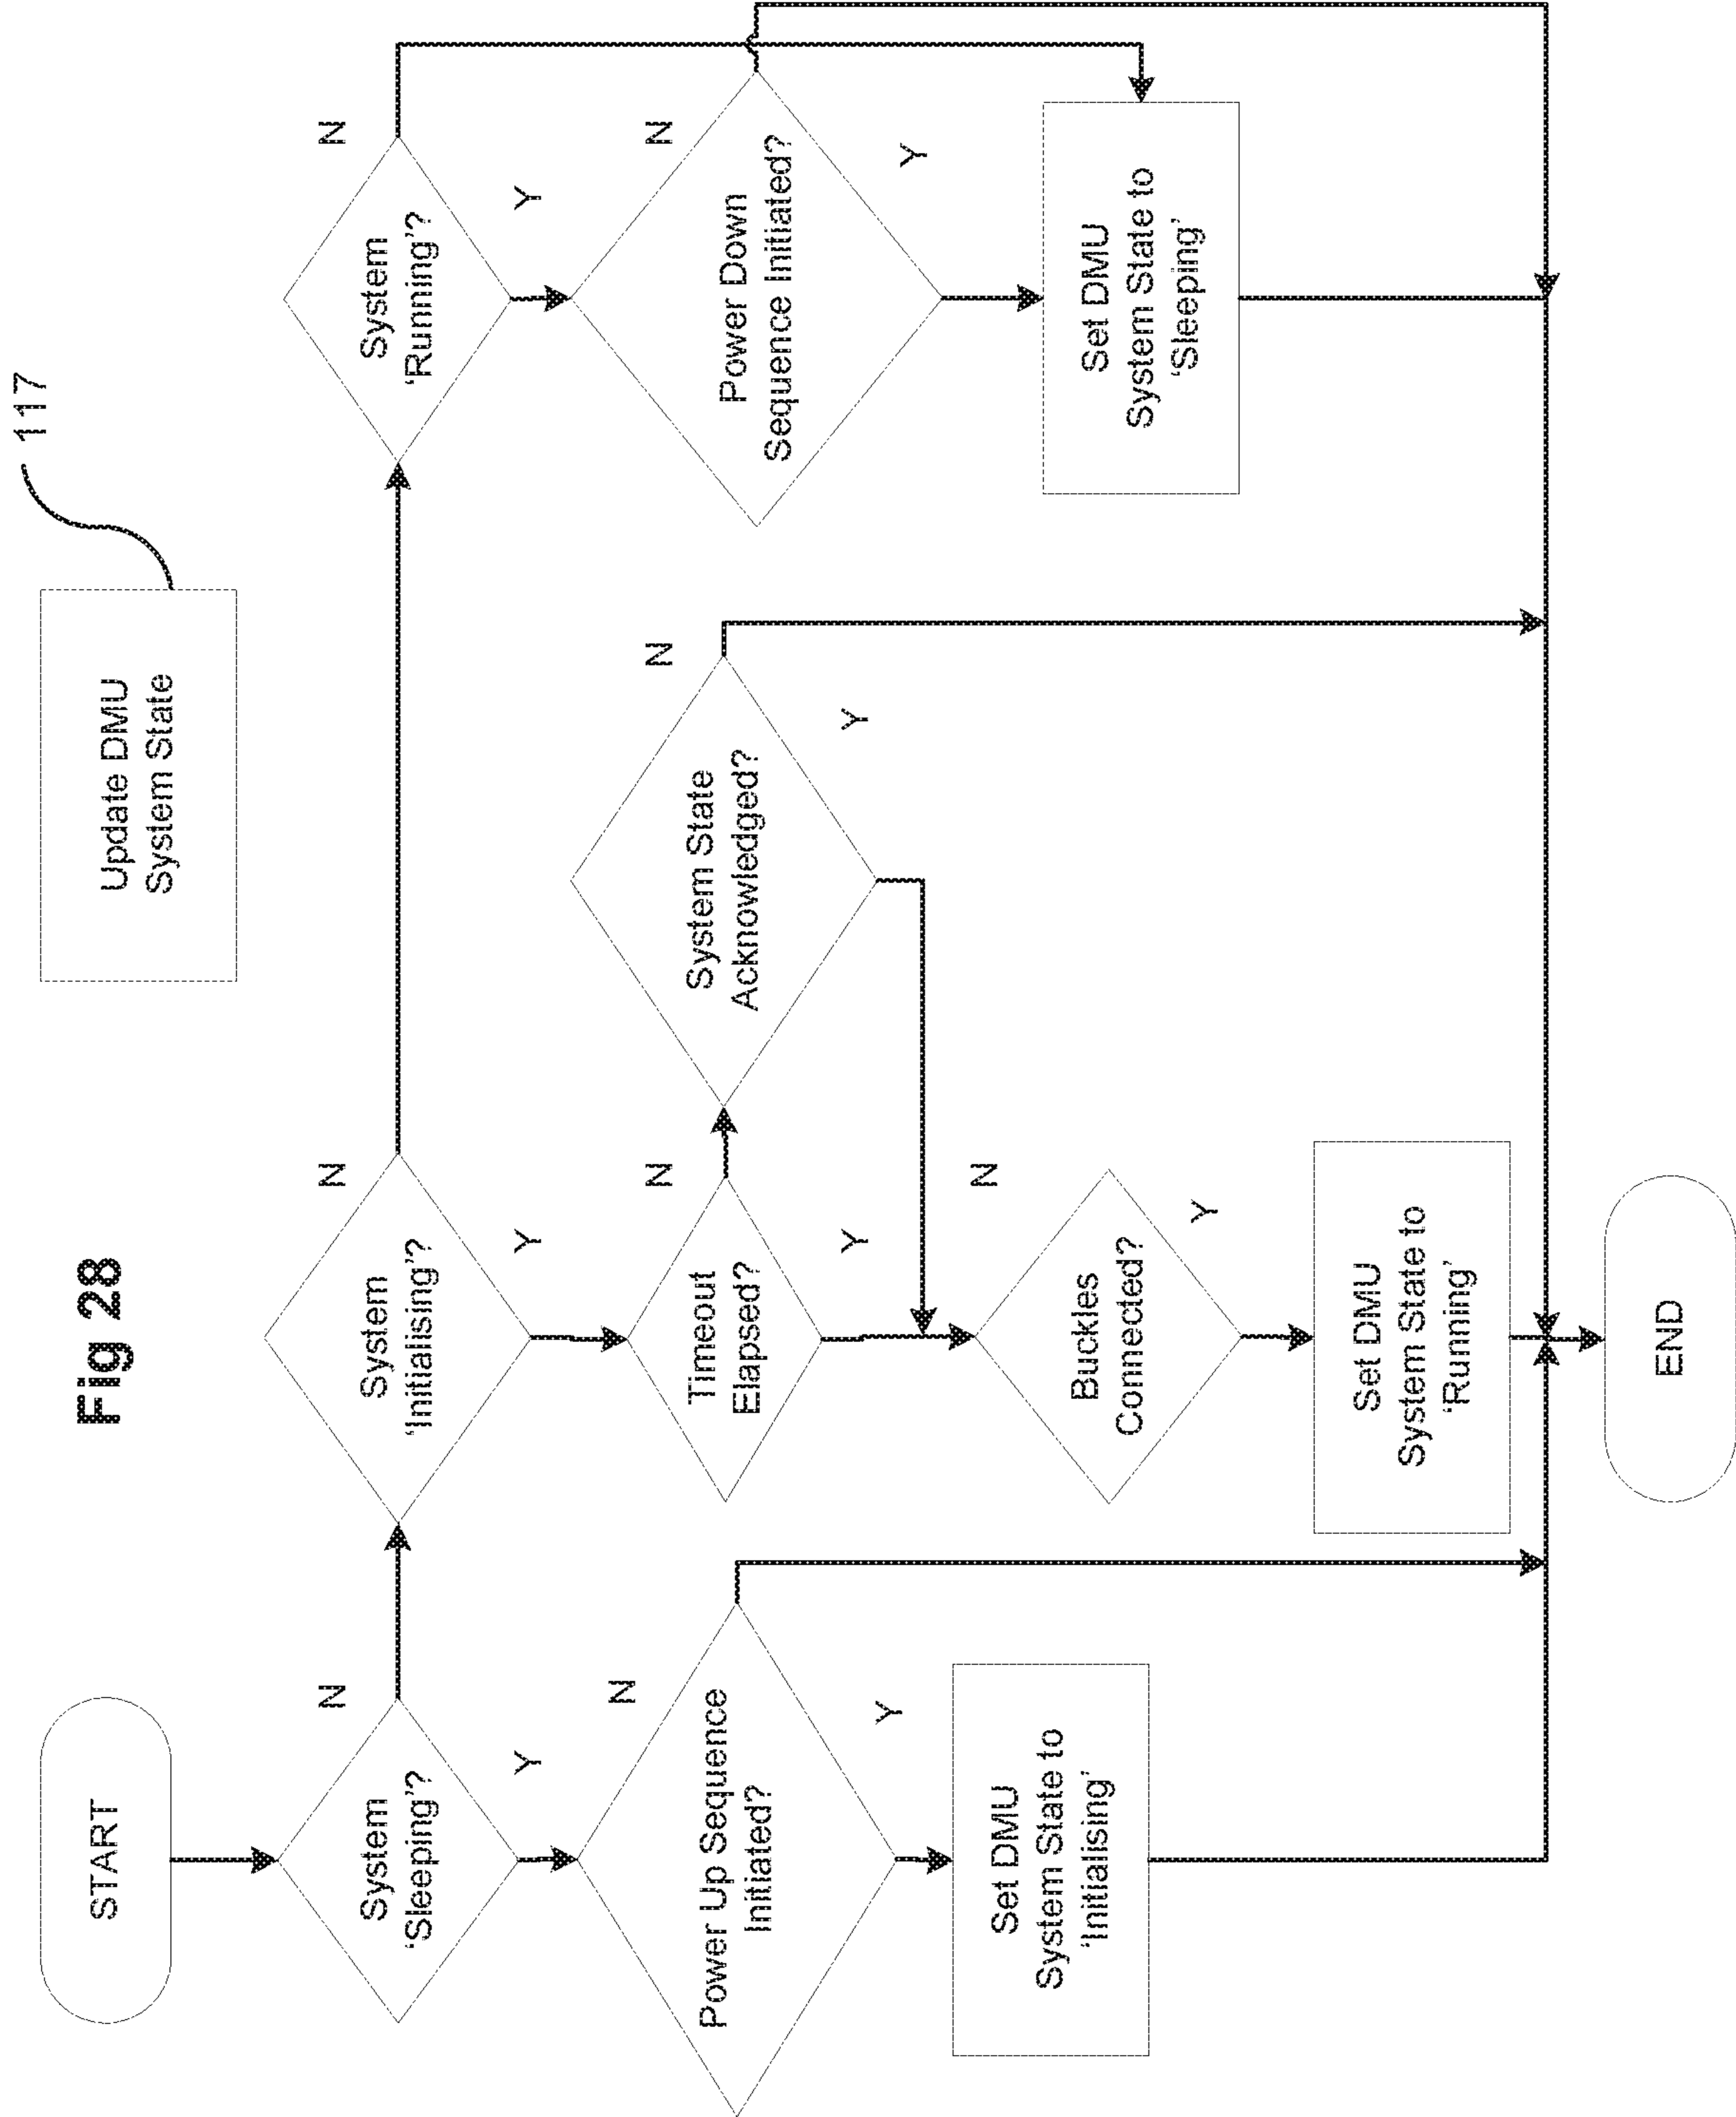 Fig 28
Update DMU
System State
117
START
System
'Sleeping'?
N
Y
Power Up Sequence
Initiated?
N
Y
Set DMU
System State to
'Initialising'
System
'Initialising'?
N
Y
Timeout
Elapsed?
N
Y
System State
Acknowledged?
N
Y
Buckles
Connected?
N
Y
Set DMU
System State to
'Running'
System
'Running'?
N
Y
Power Down
Sequence Initiated?
N
Y
Set DMU
System State to
'Sleeping'
END